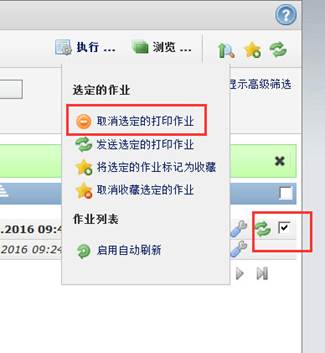 执行 ...
浏览 ...
选定的作业
显示高级筛选
取消选定的打印作业
发送选定的打印作业
将选定的作业标记为收藏
取消收藏选定的作业
作业列表
.2016 09:4
启用自动刷新
.2016 09:24